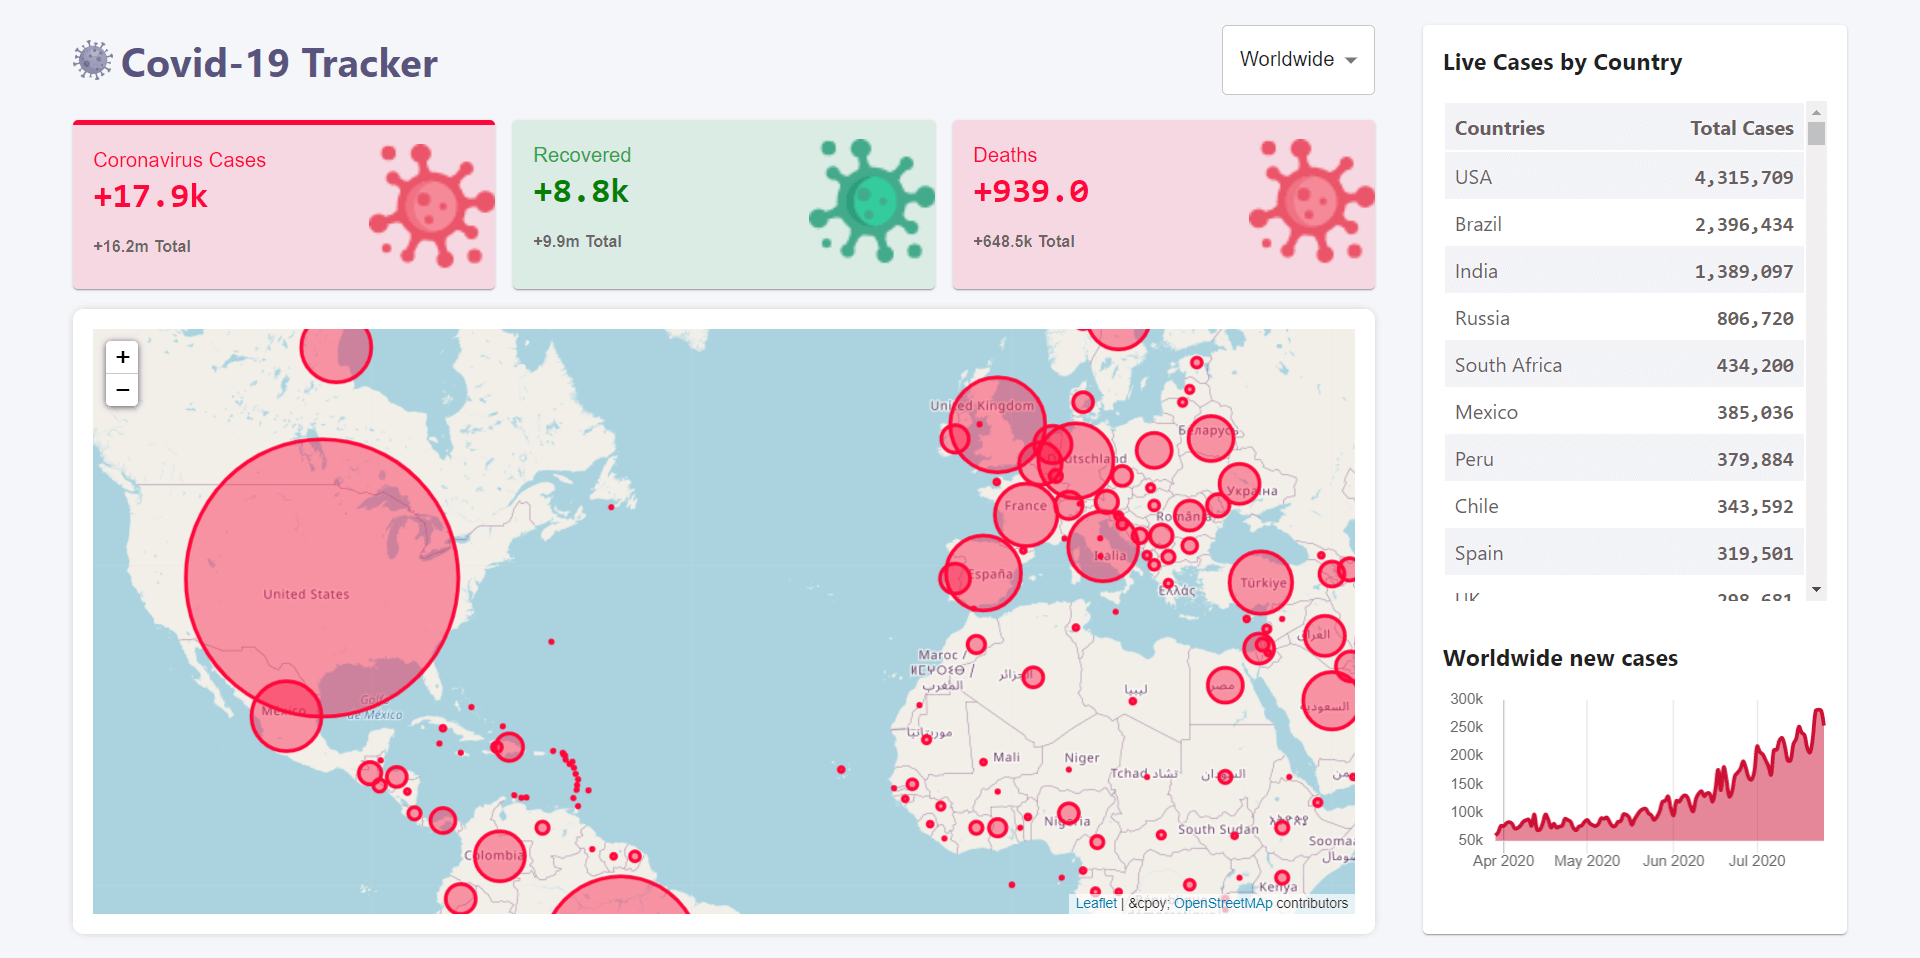 Covid-19 Tracker
Worldwide
Coronavirus Cases
+17.9k
+16.2m Total
Recovered
+8.8k
+9.9m Total
Deaths
+939.0
+648.5k Total
+
−
United Kingdom
Беларусь
Deutschland
Україна
France
România
Italia
España
Türkiye
Ελλάς
United States
العراق
Maroc /
ⵍⵎⵖⵔⵉⴱ /
المغرب
الجزائر
ليبيا
مصر
السعودية
México
Golfo
de México
موريتانيا
Mali
Niger
Tchad تشاد
السودان
Nigeria
South Sudan
Colombia
Kenya
Leaflet | &cpoy; OpenStreetMAp contributors
Live Cases by Country
Countries Total Cases
USA 4,315,709
Brazil 2,396,434
India 1,389,097
Russia 806,720
South Africa 434,200
Mexico 385,036
Peru 379,884
Chile 343,592
Spain 319,501
UK 298,681
Worldwide new cases
300k
250k
200k
150k
100k
50k
Apr 2020 May 2020 Jun 2020 Jul 2020